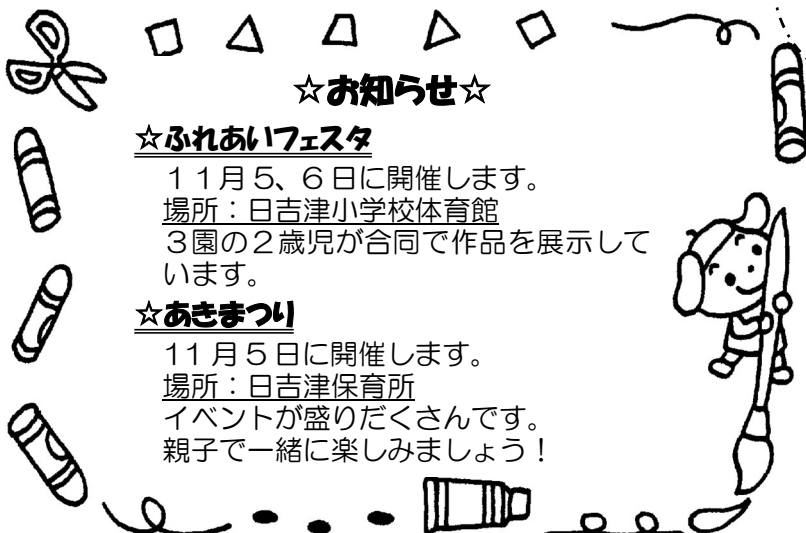 ☆お知らせ☆
☆ふれあいフェスタ
１１月５、６日に開催します。
場所：日吉津小学校体育館
３園の２歳児が合同で作品を展示して
います。
☆あきまつり
11月５日に開催します。
場所：日吉津保育所
イベントが盛りだくさんです。
親子で一緒に楽しみましょう！